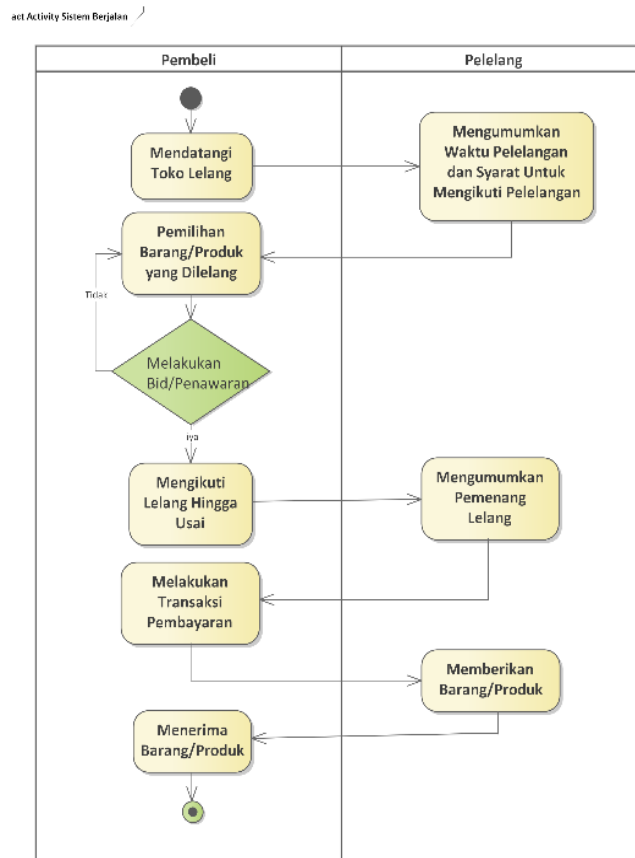 act Activity Sistem Berjalan
Pembeli
Pelelang
Mendatangi
Toko Lelang
Mengumumkan
Waktu Pelelangan
dan Syarat Untuk
Mengikuti Pelelangan
Pemilihan
Barang/Produk
yang Dilelang
Tidak
Melakukan
Bid/Penawaran
iya
Mengikuti
Lelang Hingga
Usai
Mengumumkan
Pemenang
Lelang
Melakukan
Transaksi
Pembayaran
Memberikan
Barang/Produk
Menerima
Barang/Produk